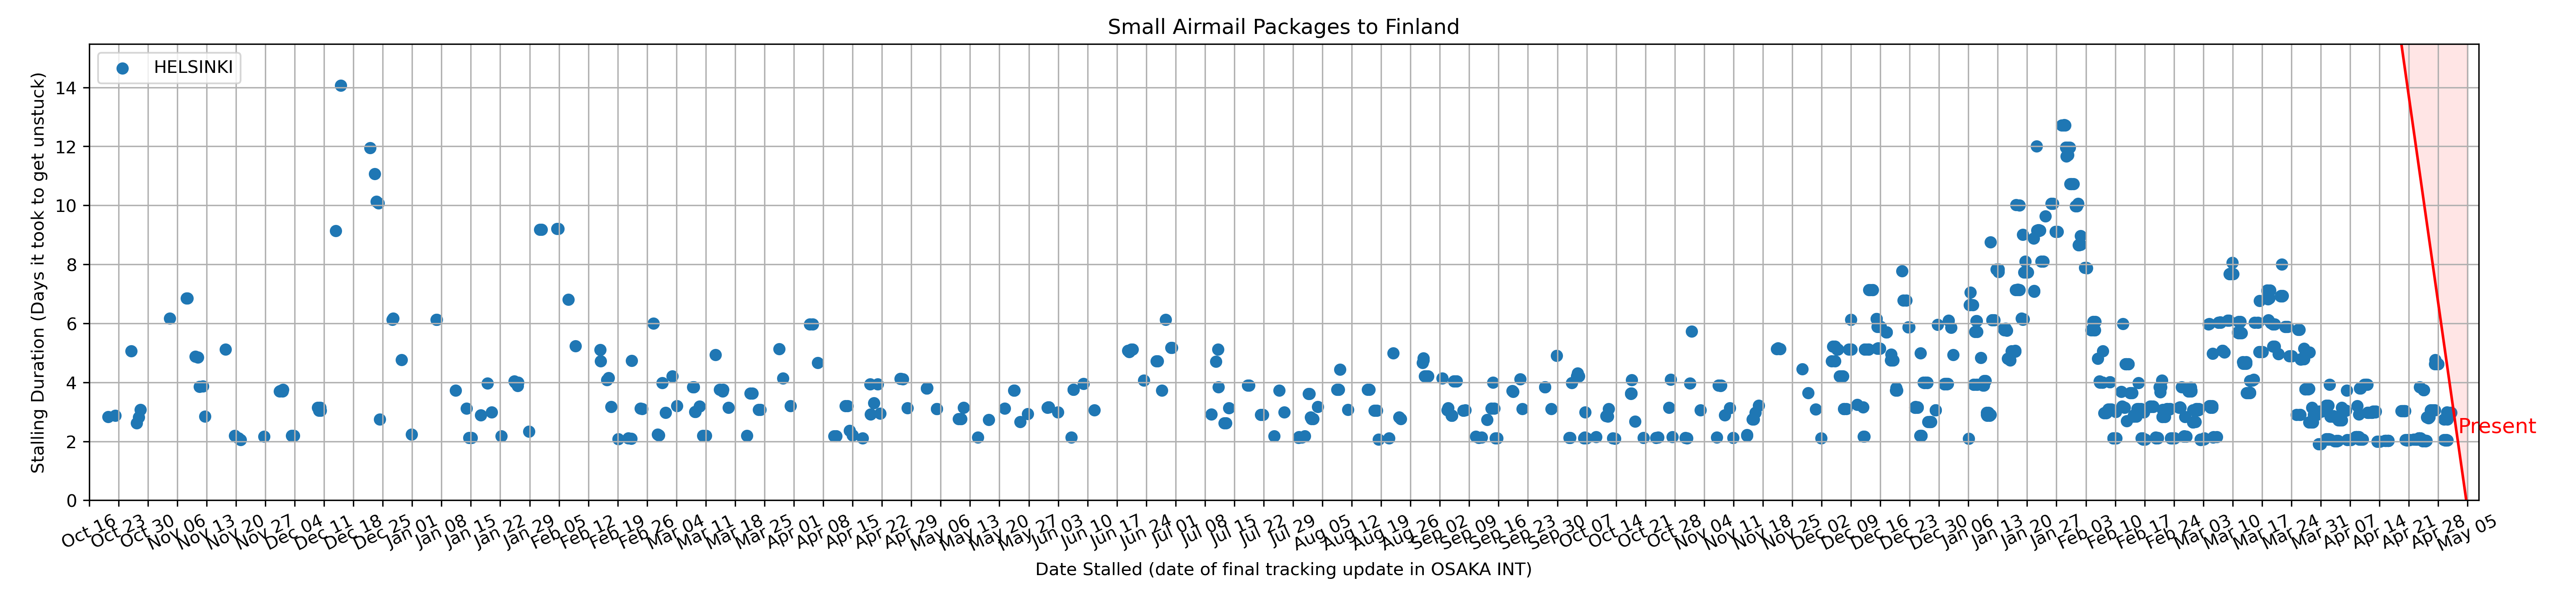 Small Airmail Packages to Finland
HELSINKI
Stalling Duration (Days it took to get unstuck)
14
12
10
8
6
4
2
0
Present
Oct 16 Oct 23 Oct 30 Nov 06 Nov 13 Nov 20 Nov 27 Dec 04 Dec 11 Dec 18 Dec 25 Jan 01 Jan 08 Jan 15 Jan 22 Jan 29 Feb 05 Feb 12 Feb 19 Feb 26 Mar 04 Mar 11 Mar 18 Mar 25 Apr 01 Apr 08 Apr 15 Apr 22 Apr 29 May 06 May 13 May 20 May 27 Jun 03 Jun 10 Jun 17 Jun 24 Jul 01 Jul 08 Jul 15 Jul 22 Jul 29 Aug 05 Aug 12 Aug 19 Aug 26 Sep 02 Sep 09 Sep 16 Sep 23 Sep 30 Oct 07 Oct 14 Oct 21 Oct 28 Nov 04 Nov 11 Nov 18 Nov 25 Dec 02 Dec 09 Dec 16 Dec 23 Dec 30 Jan 06 Jan 13 Jan 20 Jan 27 Feb 03 Feb 10 Feb 17 Feb 24 Mar 03 Mar 10 Mar 17 Mar 24 Mar 31 Apr 07 Apr 14 Apr 21 Apr 28 May 05
Date Stalled (date of final tracking update in OSAKA INT)